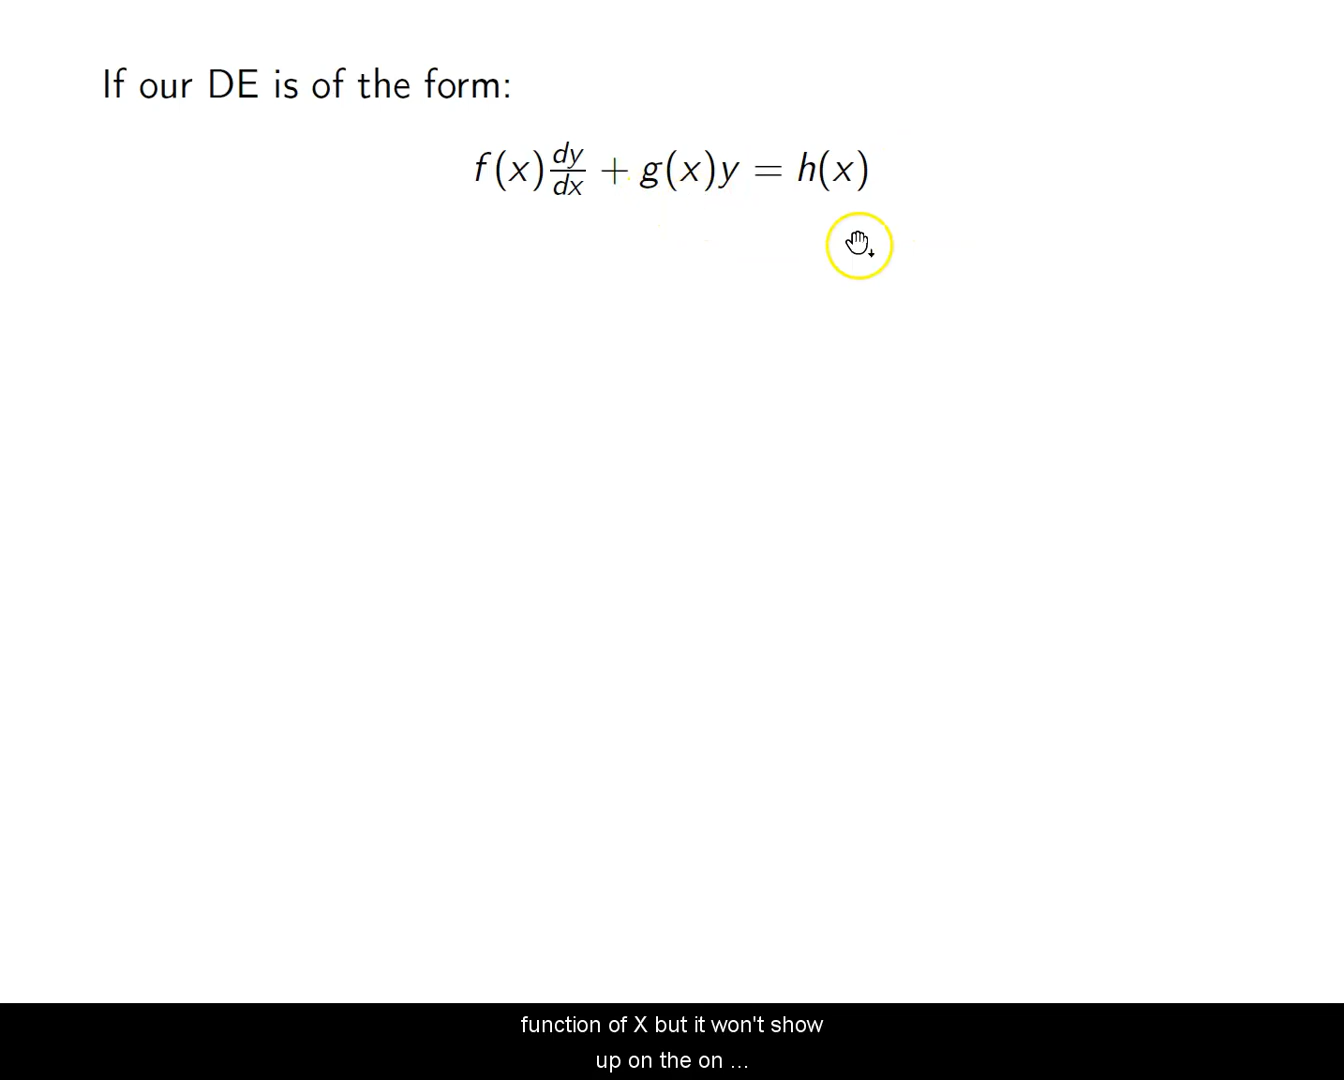 If our DE is of the form:
f(x)\frac{dy}{dx} + g(x)y = h(x)
function of X but it won't show
up on the on ...